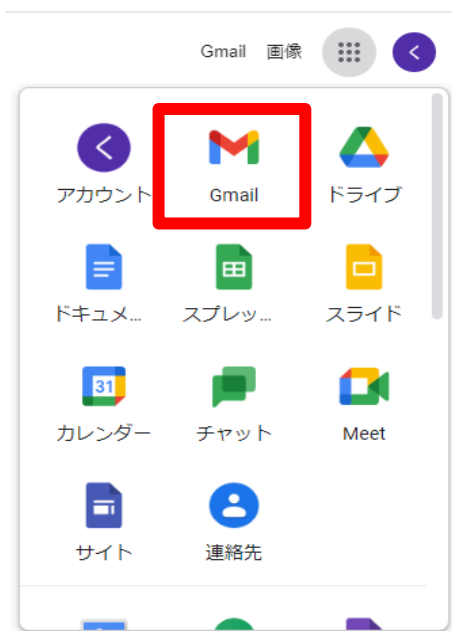 Gmail 画像
アカウント Gmail ドライブ
ドキュメ... スプレッ... スライド
31
カレンダー チャット Meet
サイト 連絡先